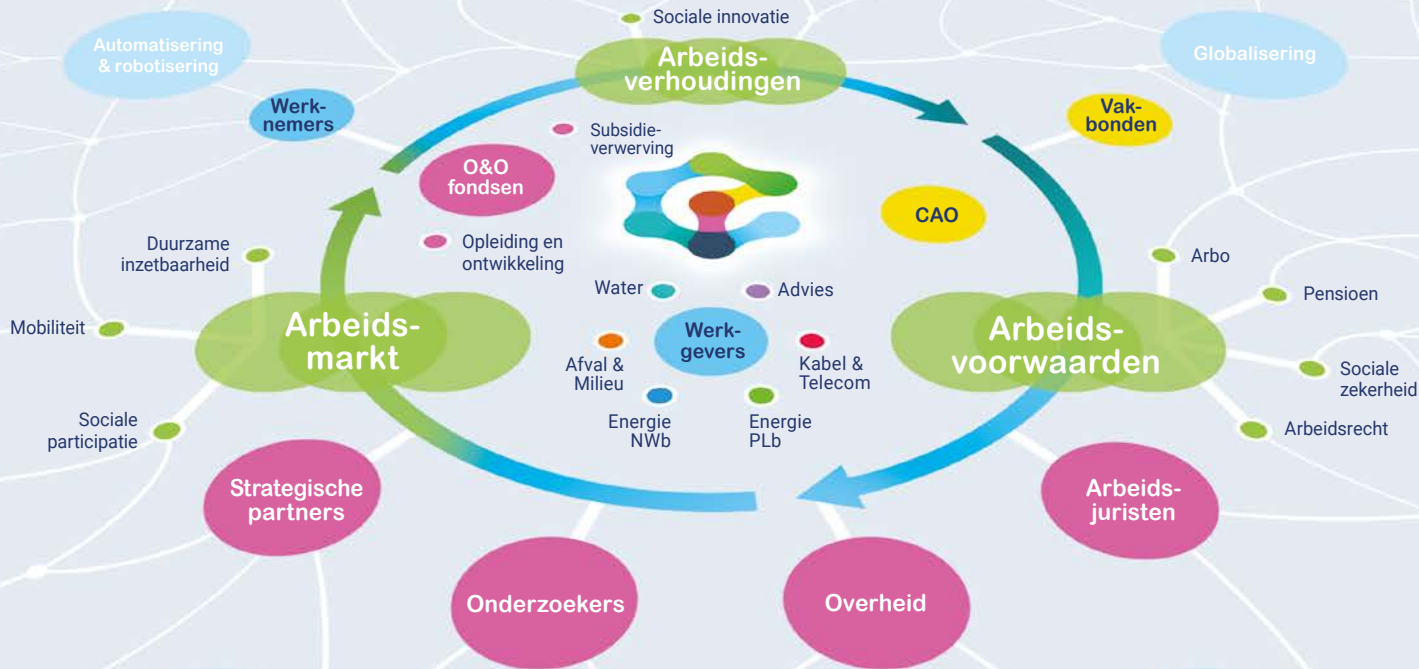 Sociale innovatie
Automatisering
& robotisering
Arbeids-
verhoudingen
Globalisering
Werk-
nemers
Vak-
bonden
Subsidie-
verwerving
O&O
fondsen
CAO
Opleiding en
ontwikkeling
Duurzame
inzetbaarheid
Arbo
Water
Advies
Pensioen
Mobiliteit
Arbeids-
markt
Werk-
gevers
Arbeids-
voorwaarden
Afval &
Milieu
Kabel &
Telecom
Sociale
zekerheid
Energie
NWb
Energie
PLb
Sociale
participatie
Arbeidsrecht
Strategische
partners
Arbeids-
juristen
Onderzoekers
Overheid